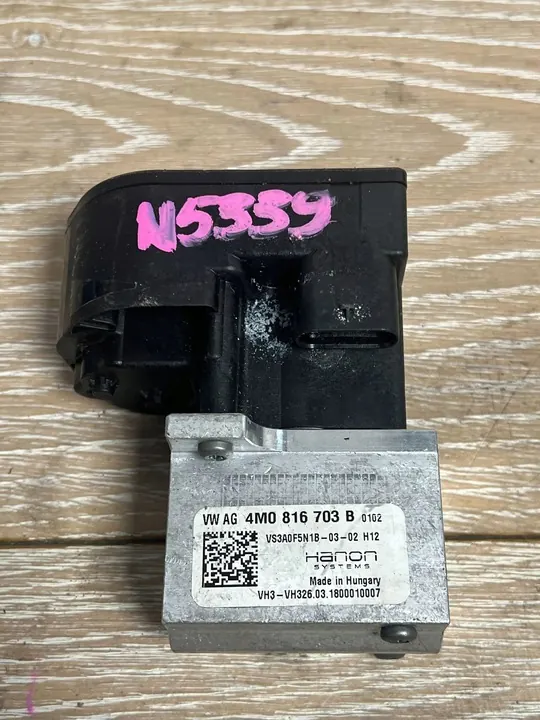 N5339
VW AG 4M0 816 703 B 0102
VS3A0F5N1B-03-02 H12
Hanon
SYSTEMS
Made in Hungary
VH3-VH326.03.1800010007